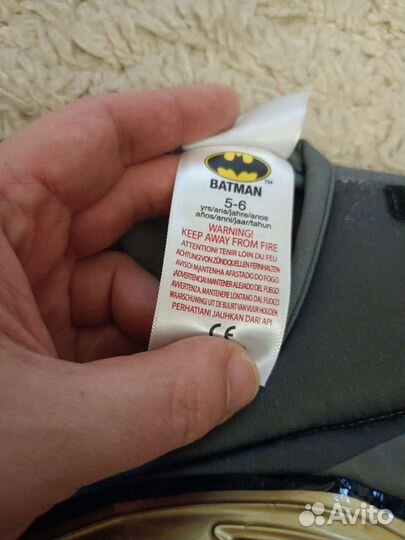 BATMAN ™
5-6
yrs/ans/jahre/anos
años/anni/jaar/tahun
WARNING!
KEEP AWAY FROM FIRE
ATTENTION! TENIR LOIN DU FEU
ACHTUNG! VON ZÜNDQUELLEN FERNHALTEN
AVISO! MANTENHA AFASTADO DO FOGO
¡ADVERTENCIA! MANTENER ALEJADO DEL FUEGO
AVVERTENZA. MANTENERE LONTANO DAL FUOCO
WAARSCHUWING! UIT DE BUURT VAN VUUR HOUDEN
PERHATIAN! JAUHKAN DARI API
CE
Avito